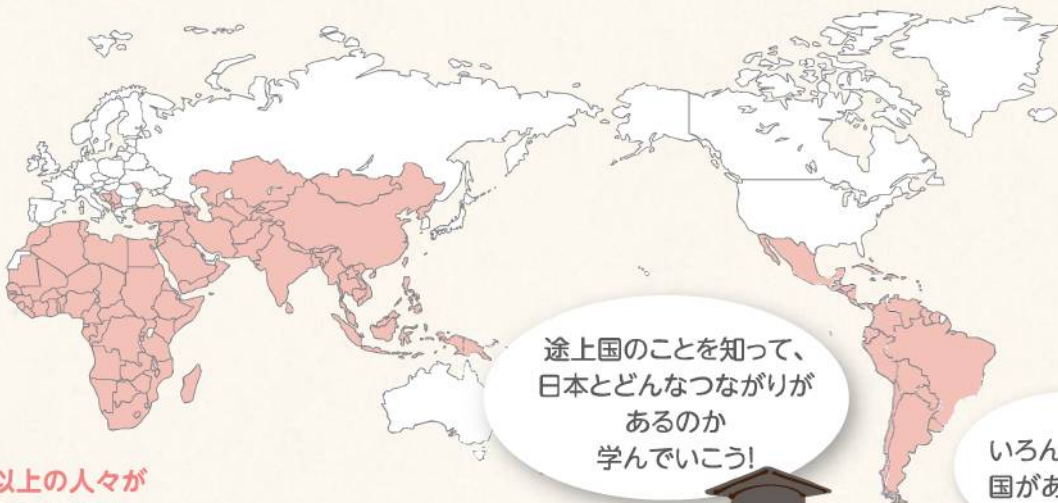 途上国のことを知って、
日本とどんなつながりが
あるのか
学んでいこう!
いろん
国があ
以上の人々が